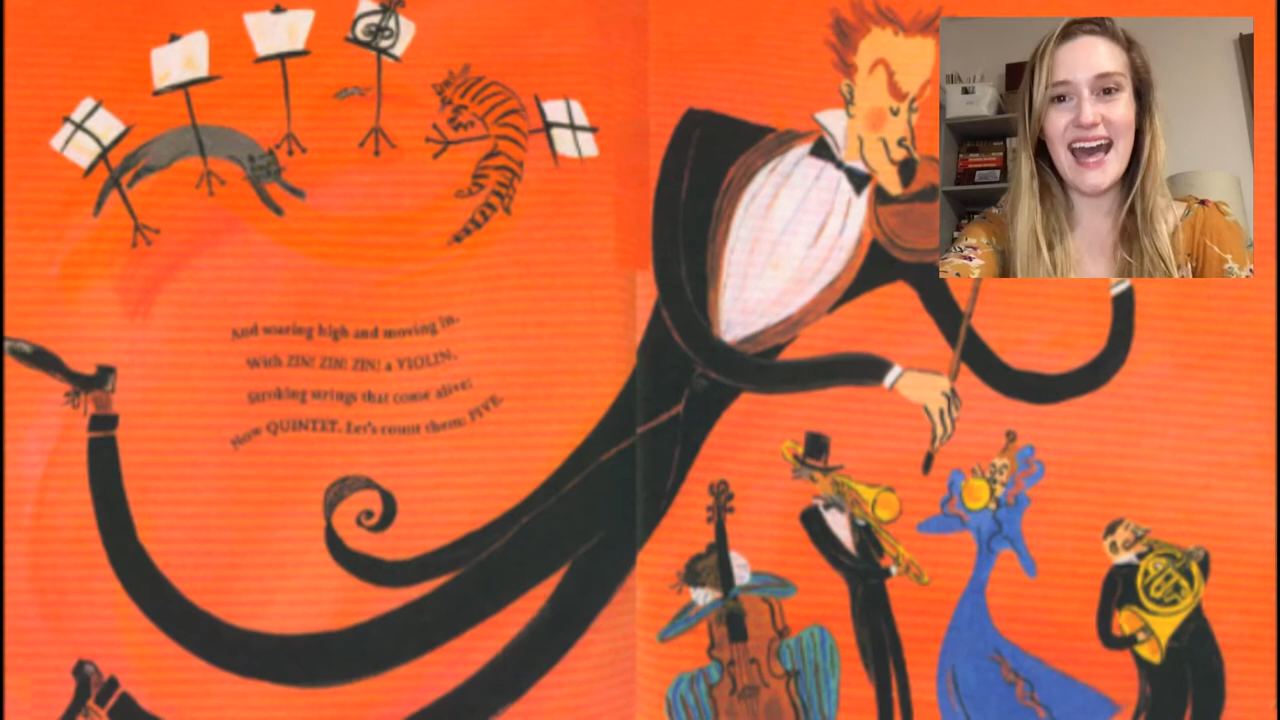 And soaring high and moving in,
With ZIN! ZIN! ZIN! a VIOLIN,
Stroking strings that come alive;
Now QUINTET. Let's count them: FIVE.